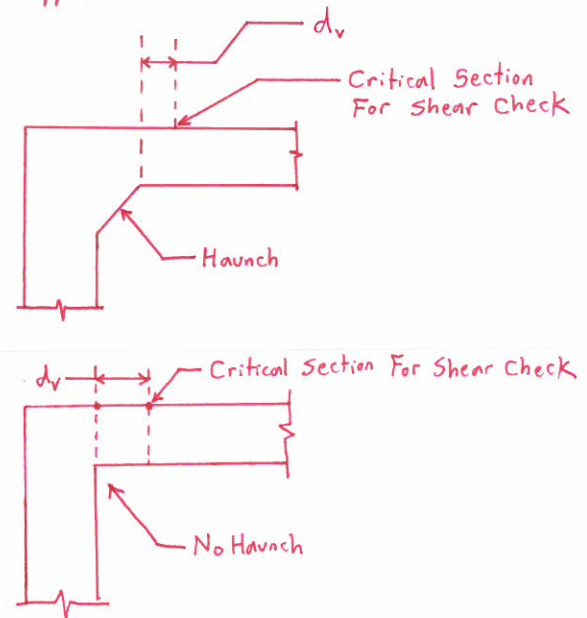 dv
Critical Section
For Shear Check
Haunch
dv
Critical Section For Shear Check
No Haunch